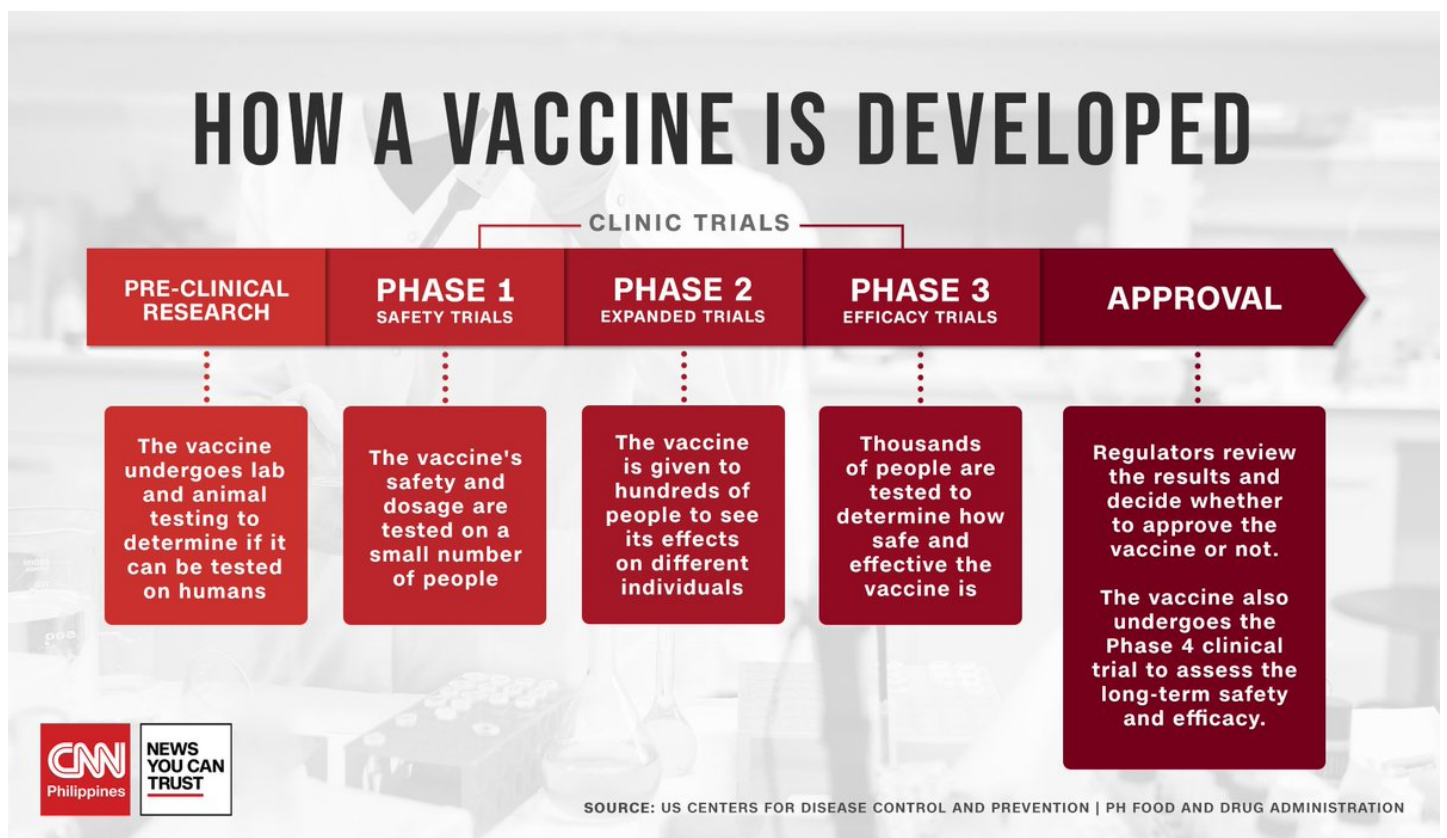 HOW A VACCINE IS DEVELOPED
CLINIC TRIALS
PRE-CLINICAL
RESEARCH
PHASE 1
SAFETY TRIALS
PHASE 2
EXPANDED TRIALS
PHASE 3
EFFICACY TRIALS
APPROVAL
The vaccine
undergoes lab
and animal
testing to
determine if it
can be tested
on humans
The vaccine's
safety and
dosage are
tested on a
small number
of people
The vaccine
is given to
hundreds of
people to see
its effects
on different
individuals
Thousands
of people are
tested to
determine how
safe and
effective the
vaccine is
Regulators review
the results and
decide whether
to approve the
vaccine or not.
The vaccine also
undergoes the
Phase 4 clinical
trial to assess the
long-term safety
and efficacy.
CNN
Philippines
NEWS
YOU CAN
TRUST
SOURCE: US CENTERS FOR DISEASE CONTROL AND PREVENTION | PH FOOD AND DRUG ADMINISTRATION